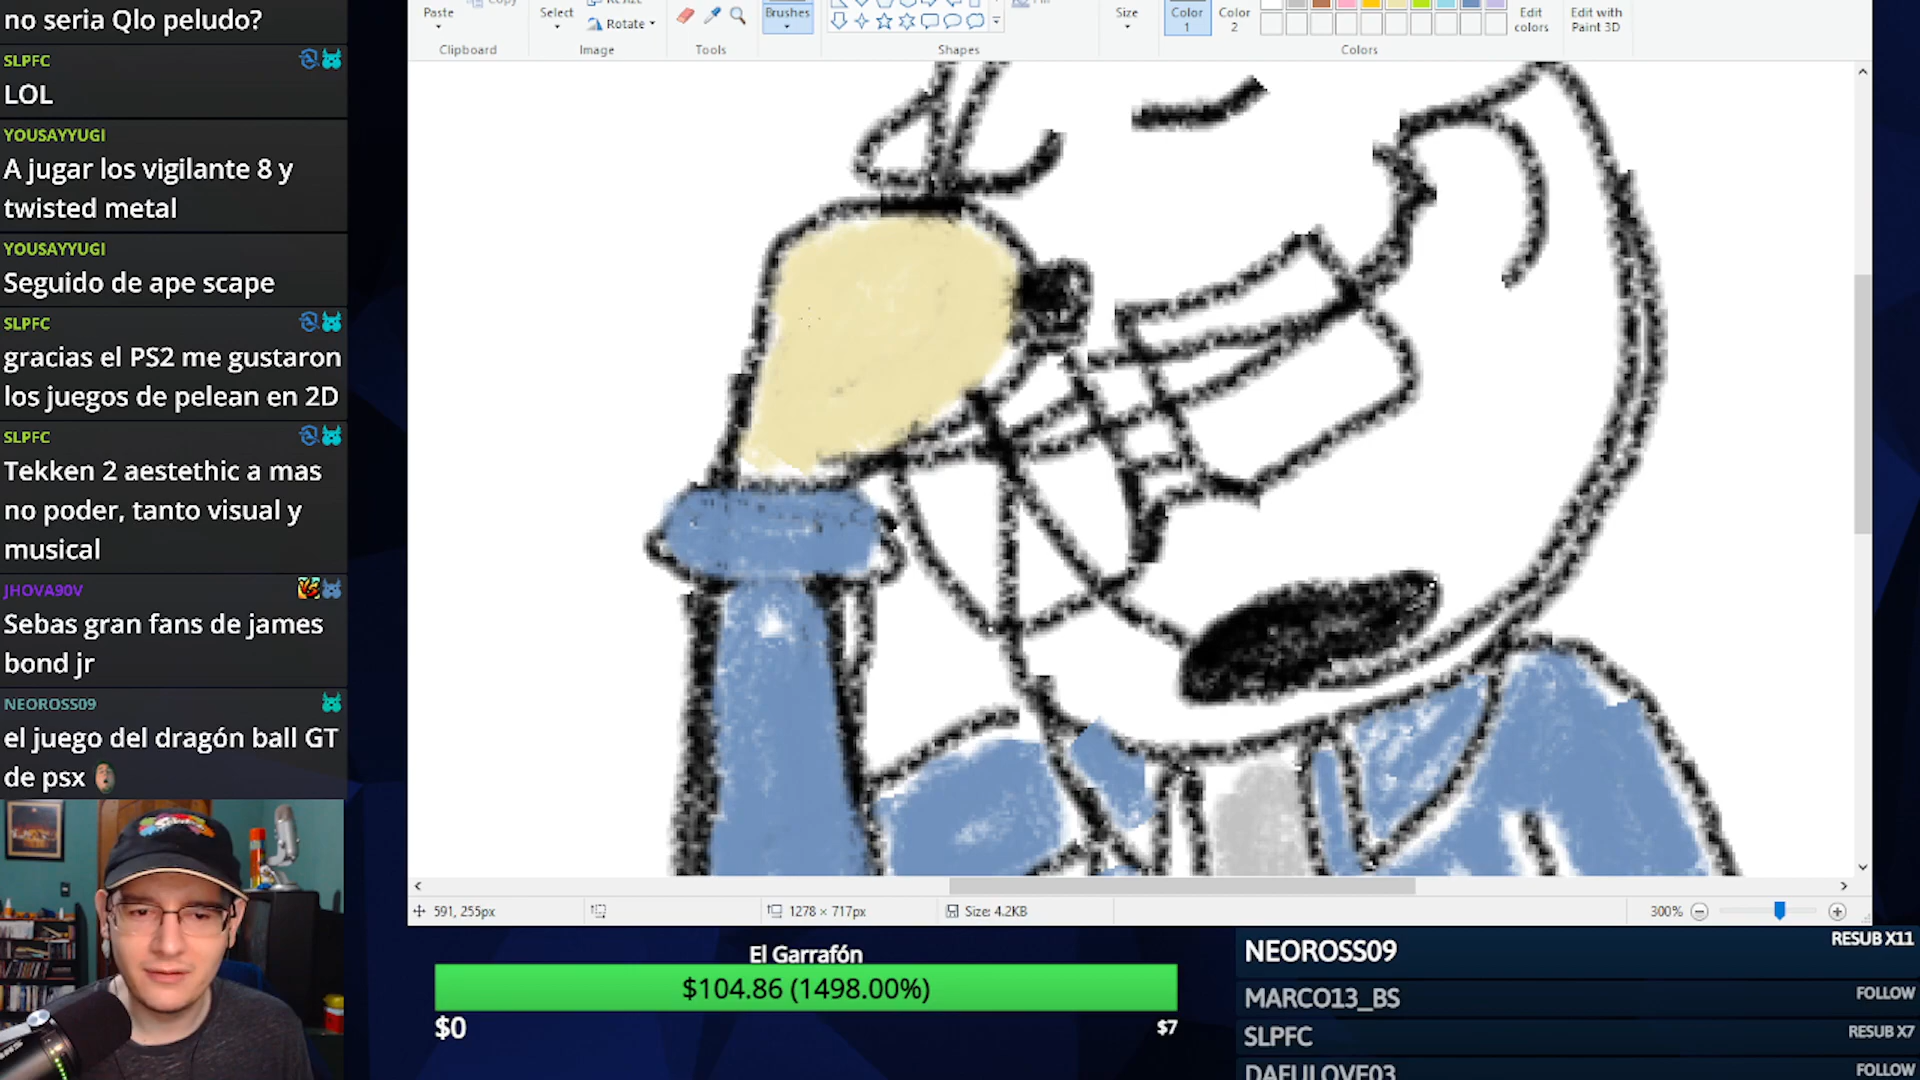 no seria Qlo peludo?
SLPFC
LOL
YOUSAYYUGI
A jugar los vigilante 8 y
twisted metal
YOUSAYYUGI
Seguido de ape scape
SLPFC
gracias el PS2 me gustaron
los juegos de pelean en 2D
SLPFC
Tekken 2 aestethic a mas
no poder, tanto visual y
musical
JHOVA90V
Sebas gran fans de james
bond jr
NEOROSS09
el juego del dragón ball GT
de psx
Paste
Copy
Clipboard
Select
Rotate
Image
Tools
Brushes
Shapes
Size
Color
1
Color
2
Edit
colors
Edit with
Paint 3D
Colors
591, 255px
1278 × 717px
Size: 4.2KB
300%
El Garrafón
$104.86 (1498.00%)
$0
$7
NEOROSS09
RESUB X11
MARCO13_BS
FOLLOW
SLPFC
RESUB X7
DAFULOVE03
FOLLOW